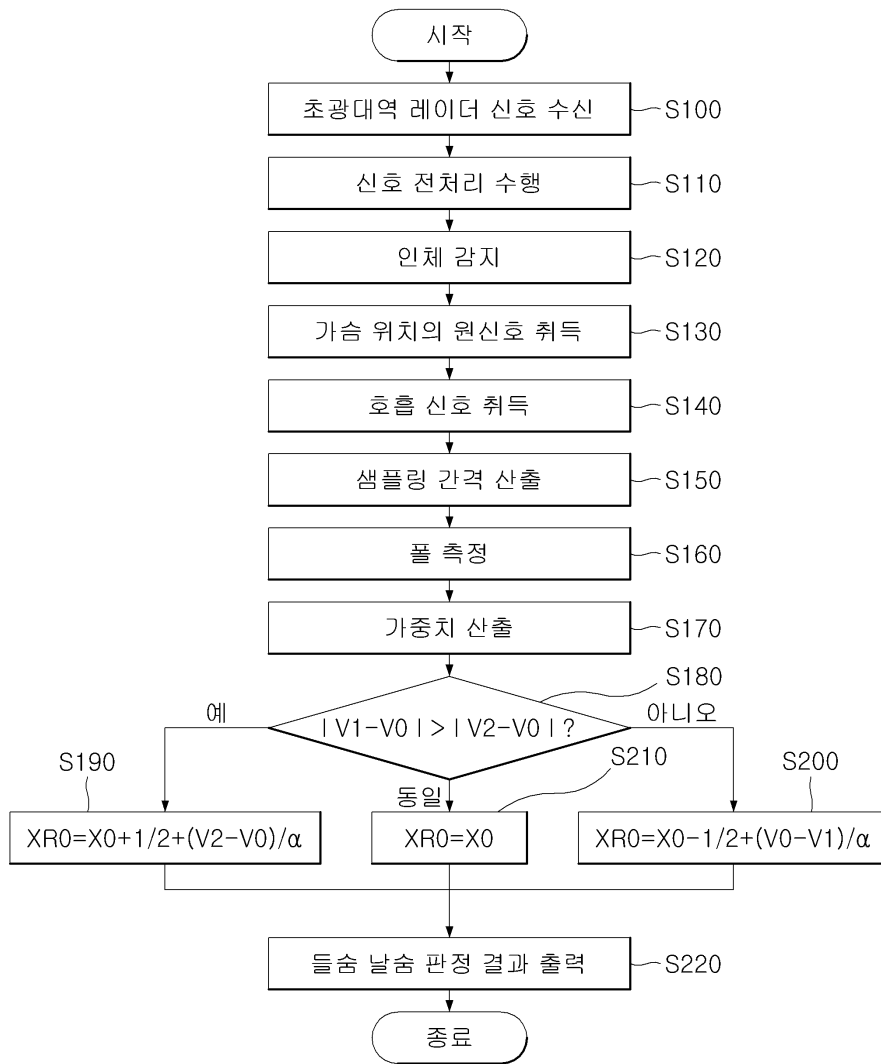 시작
초광대역 레이더 신호 수신
S100
신호 전처리 수행
S110
인체 감지
S120
가슴 위치의 원신호 취득
S130
호흡 신호 취득
S140
샘플링 간격 산출
S150
폴 측정
S160
가중치 산출
S170
S180
|V1-V0|>|V2-V0|?
예
아니오
동일
S190
S210
S200
XR0=X0+1/2+(V2-V0)/α
XR0=X0
XR0=X0-1/2+(V0-V1)/α
들숨 날숨 판정 결과 출력
S220
종료